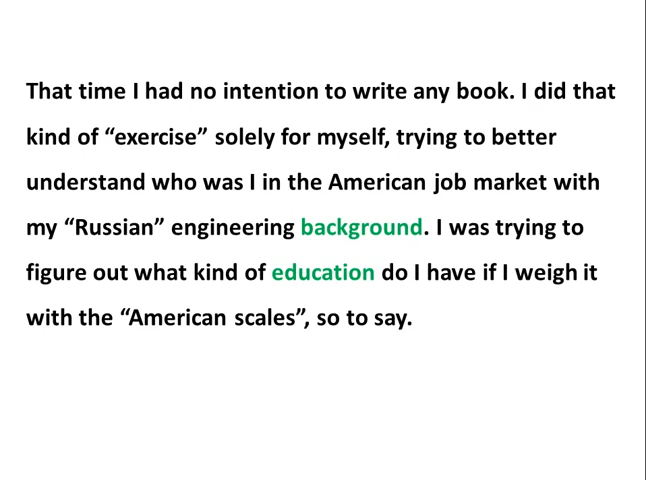 That time I had no intention to write any book. I did that
kind of “exercise” solely for myself, trying to better
understand who was I in the American job market with
my “Russian” engineering background. I was trying to
figure out what kind of education do I have if I weigh it
with the “American scales”, so to say.